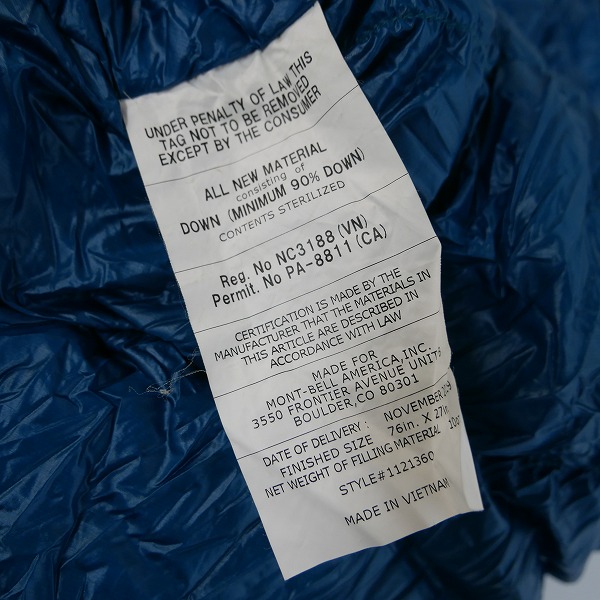 UNDER PENALTY OF LAW THIS
TAG NOT TO BE REMOVED
EXCEPT BY THE CONSUMER
ALL NEW MATERIAL
consisting of
DOWN (MINIMUM 90% DOWN)
CONTENTS STERILIZED
Reg. No NC3188(VN)
Permit. No PA-8811(CA)
CERTIFICATION IS MADE BY THE
MANUFACTURER THAT THE MATERIALS IN
THIS ARTICLE ARE DESCRIBED IN
ACCORDANCE WITH LAW
MADE FOR
MONT-BELL AMERICA,INC.
3550 FRONTIER AVENUE UNIT6
BOULDER,CO 80301
DATE OF DELIVERY: NOVEMBER
FINISHED SIZE 76in. X 27in.
NET WEIGHT OF FILLING MATERIAL
STYLE#1121360
MADE IN VIETNAM